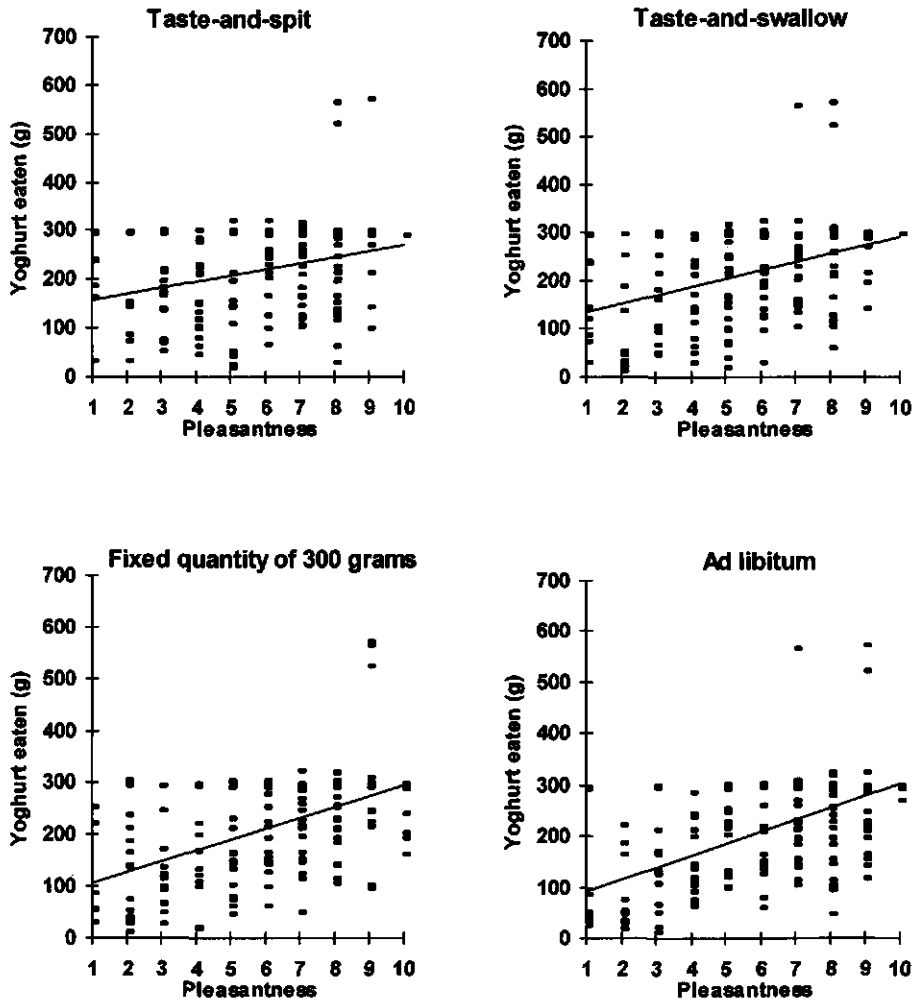 Taste-and-spit
Yoghurt eaten (g)
700
600
500
400
300
200
100
0
1 2 3 4 5 6 7 8 9 10
Pleasantness
Taste-and-swallow
Yoghurt eaten (g)
700
600
500
400
300
200
100
0
1 2 3 4 5 6 7 8 9 10
Pleasantness
Fixed quantity of 300 grams
Yoghurt eaten (g)
700
600
500
400
300
200
100
0
1 2 3 4 5 6 7 8 9 10
Pleasantness
Ad libitum
Yoghurt eaten (g)
700
600
500
400
300
200
100
0
1 2 3 4 5 6 7 8 9 10
Pleasantness